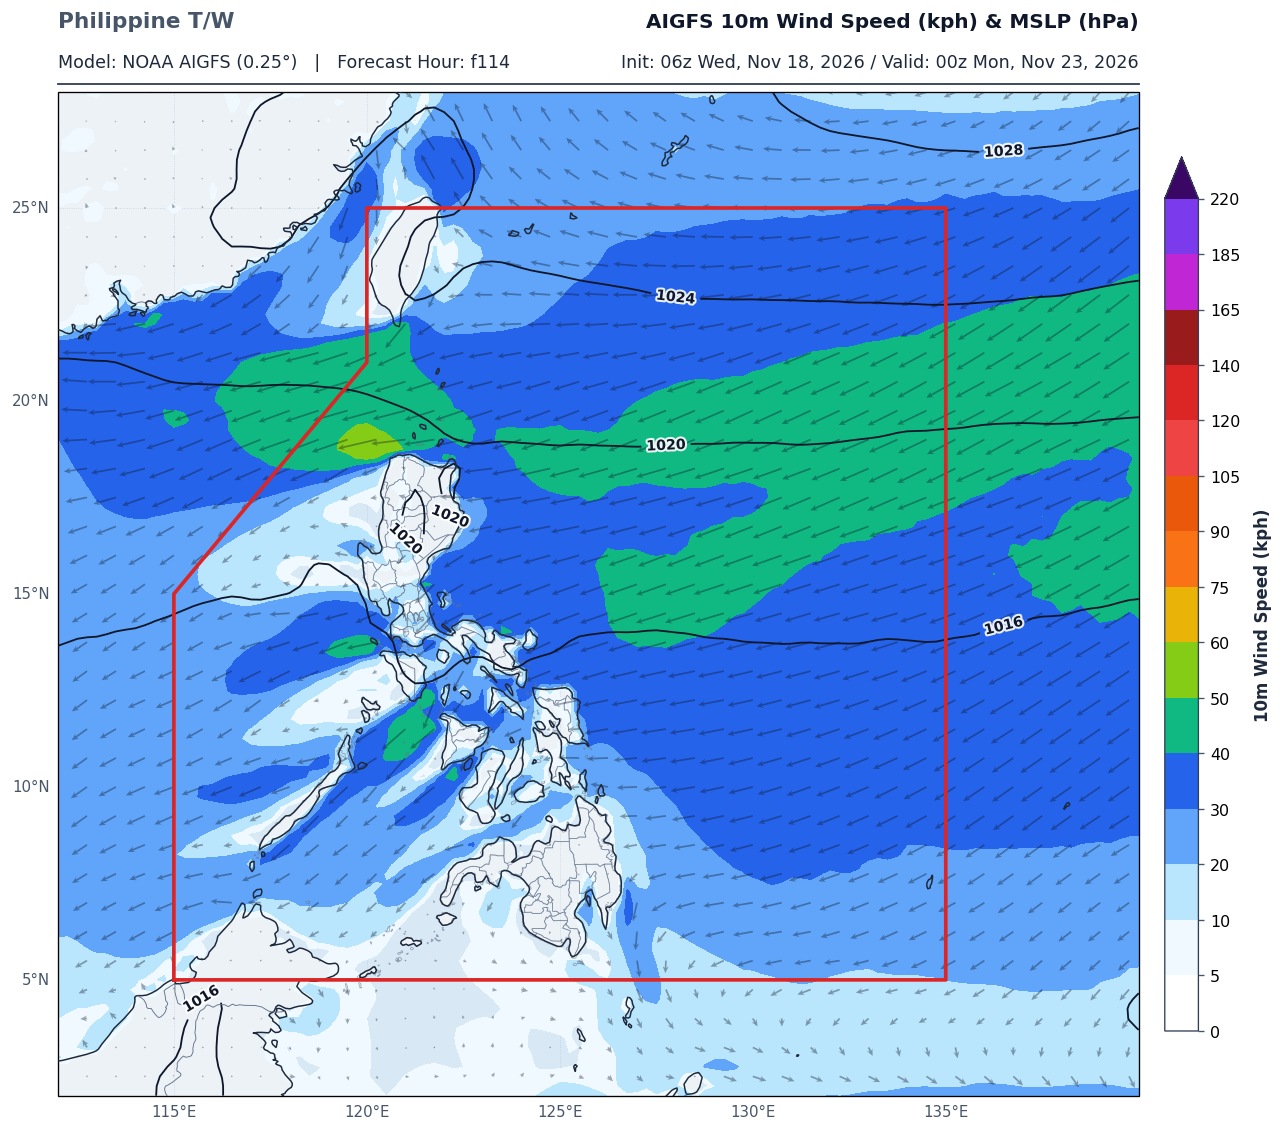 Philippine T/W
AIGFS 10m Wind Speed (kph) & MSLP (hPa)
Model: NOAA AIGFS (0.25°) | Forecast Hour: f114
Init: 06z Wed, Nov 18, 2026 / Valid: 00z Mon, Nov 23, 2026
1028
1024
1020
1020
1020
1016
1016
25°N
20°N
15°N
10°N
5°N
115°E
120°E
125°E
130°E
135°E
220
185
165
140
120
105
90
75
60
50
40
30
20
10
5
0
10m Wind Speed (kph)